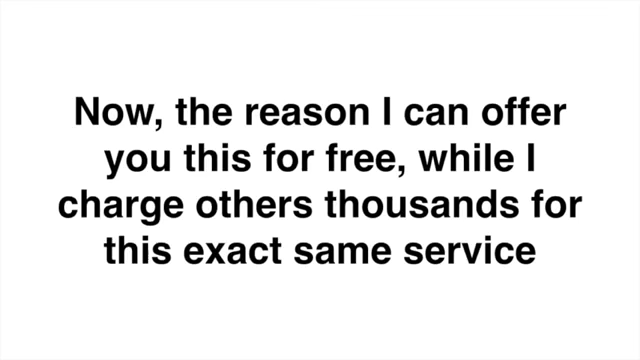 Now, the reason I can offer
you this for free, while I
charge others thousands for
this exact same service